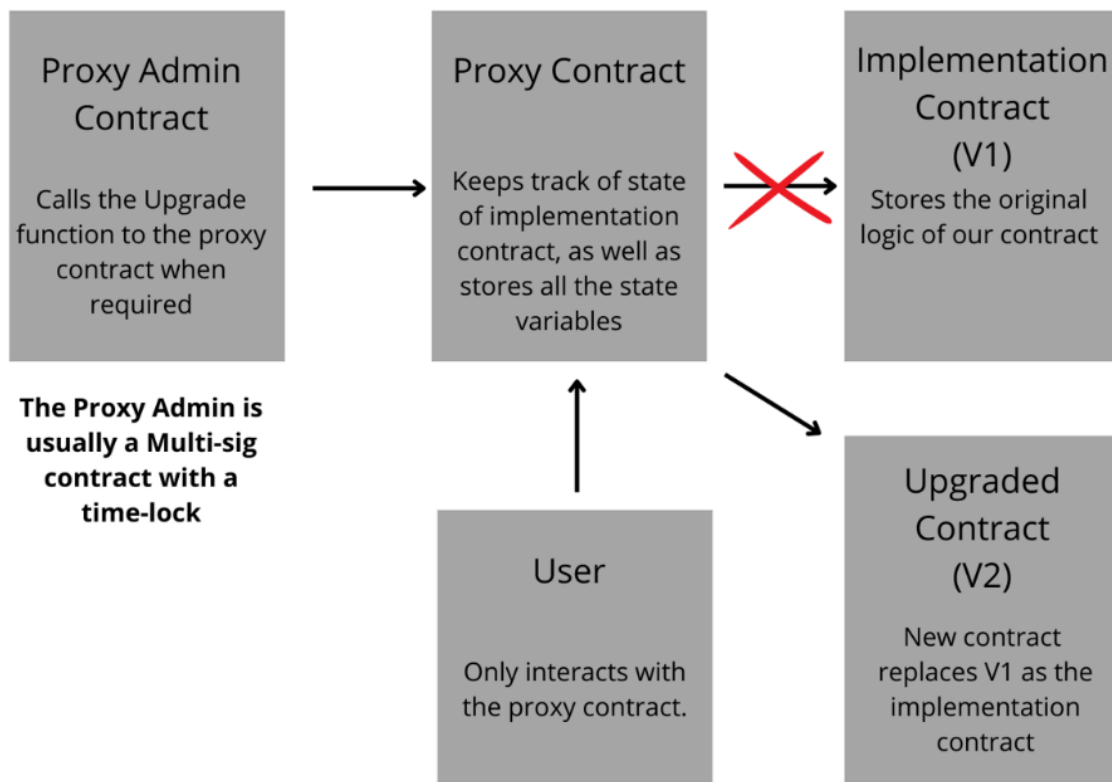 Proxy Admin
Contract
Calls the Upgrade
function to the proxy
contract when
required
The Proxy Admin is
usually a Multi-sig
contract with a
time-lock
Proxy Contract
Keeps track of state
of implementation
contract, as well as
stores all the state
variables
User
Only interacts with
the proxy contract.
Implementation
Contract
(V1)
Stores the original
logic of our contract
Upgraded
Contract
(V2)
New contract
replaces V1 as the
implementation
contract